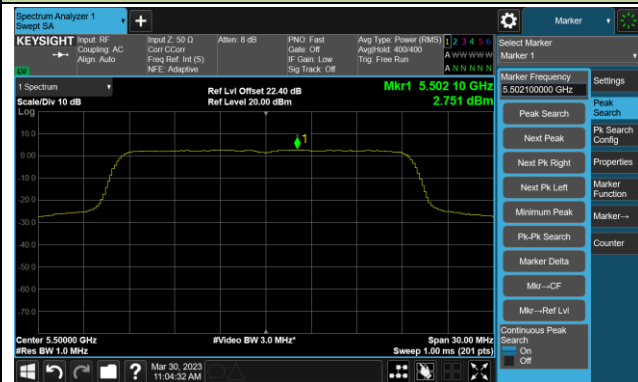 Spectrum Analyzer 1
Swept SA
Marker
KEYSIGHT
Input: RF
Coupling: AC
Align: Auto
Input Z: 50 Ω
Corr CCorr
Freq Ref: Int (S)
NFE: Adaptive
Atten: 8 dB
PNO: Fast
Gate: Off
IF Gain: Low
Sig Track: Off
Avg Type: Power (RMS)
Avg|Hold: 400/400
Trig: Free Run
1 2 3 4 5 6
A W W W W W
A N N N N N
Select Marker
Marker 1
1 Spectrum
Scale/Div 10 dB
Log
Ref Lvl Offset 22.40 dB
Ref Level 20.00 dBm
Mkr1 5.502 10 GHz
2.751 dBm
1
10.0
0.00
-10.0
-20.0
-30.0
-40.0
-50.0
-60.0
-70.0
Center 5.50000 GHz
#Res BW 1.0 MHz
#Video BW 3.0 MHz*
Span 30.00 MHz
Sweep 1.00 ms (201 pts)
Marker Frequency
5.502100000 GHz
Peak Search
Next Peak
Next Pk Right
Next Pk Left
Minimum Peak
Pk-Pk Search
Marker Delta
Mkr→CF
Mkr→Ref Lvl
Continuous Peak
Search
On
Off
Settings
Peak
Search
Pk Search
Config
Properties
Marker
Function
Marker→
Counter
Mar 30, 2023
11:04:32 AM